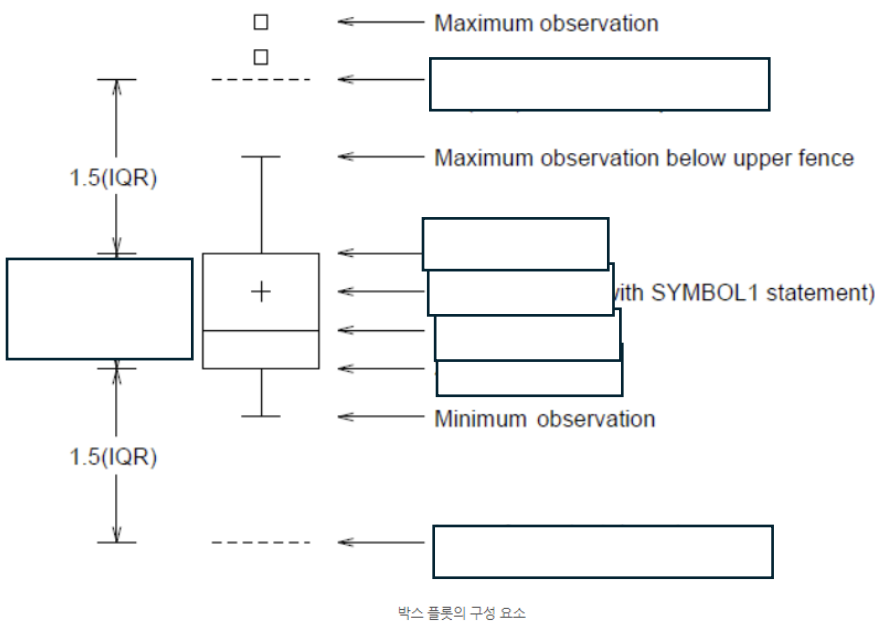 Maximum observation
Maximum observation below upper fence
1.5(IQR)
with SYMBOL1 statement)
Minimum observation
1.5(IQR)
박스 플롯의 구성 요소